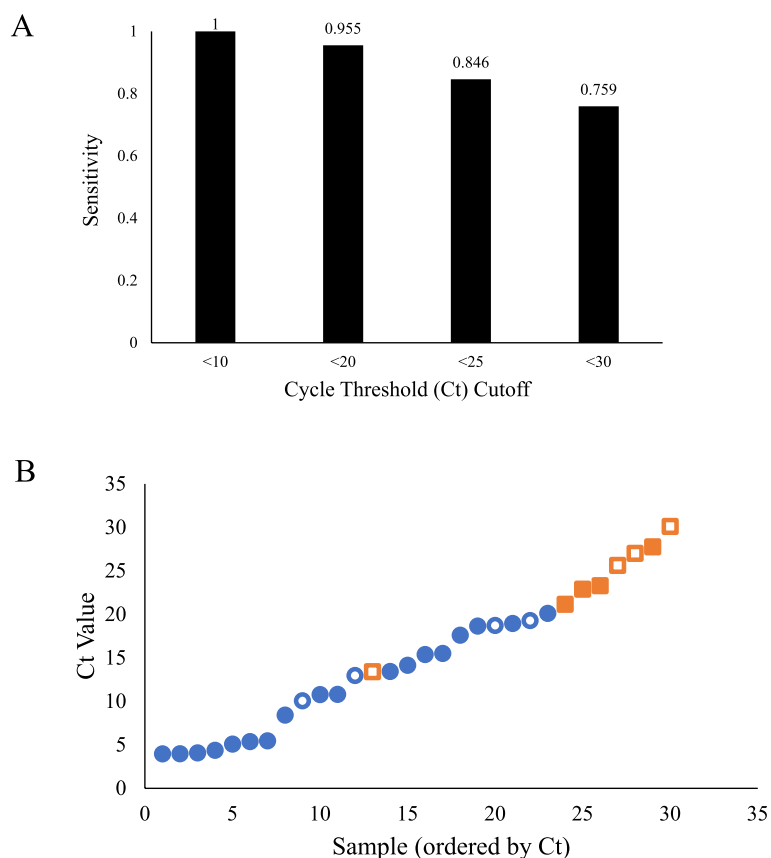 A
1
0.955
0.846
0.759
1
0.8
0.6
0.4
0.2
0
Sensitivity
<10 <20 <25 <30
Cycle Threshold (Ct) Cutoff
B
35
30
25
20
15
10
5
0
Ct Value
0 5 10 15 20 25 30 35
Sample (ordered by Ct)